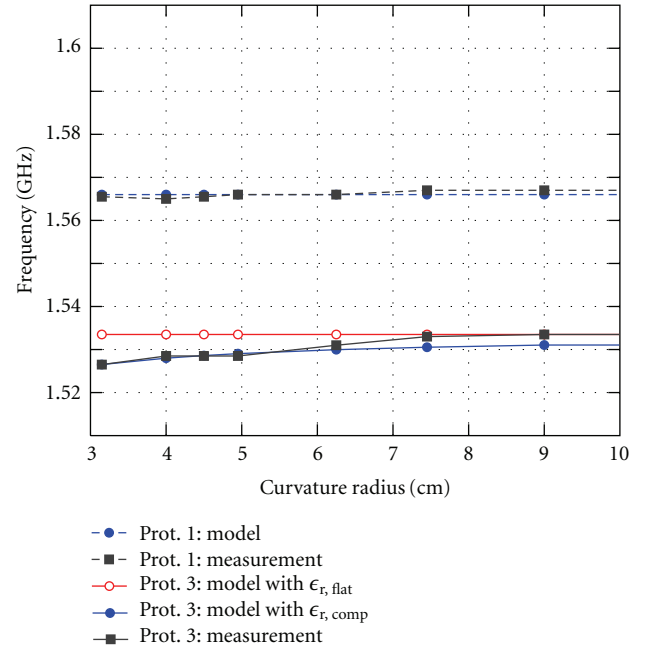 1.6
1.58
1.56
1.54
1.52
Frequency (GHz)
3 4 5 6 7 8 9 10
Curvature radius (cm)
Prot. 1: model
Prot. 1: measurement
Prot. 3: model with ϵr, flat
Prot. 3: model with ϵr, comp
Prot. 3: measurement